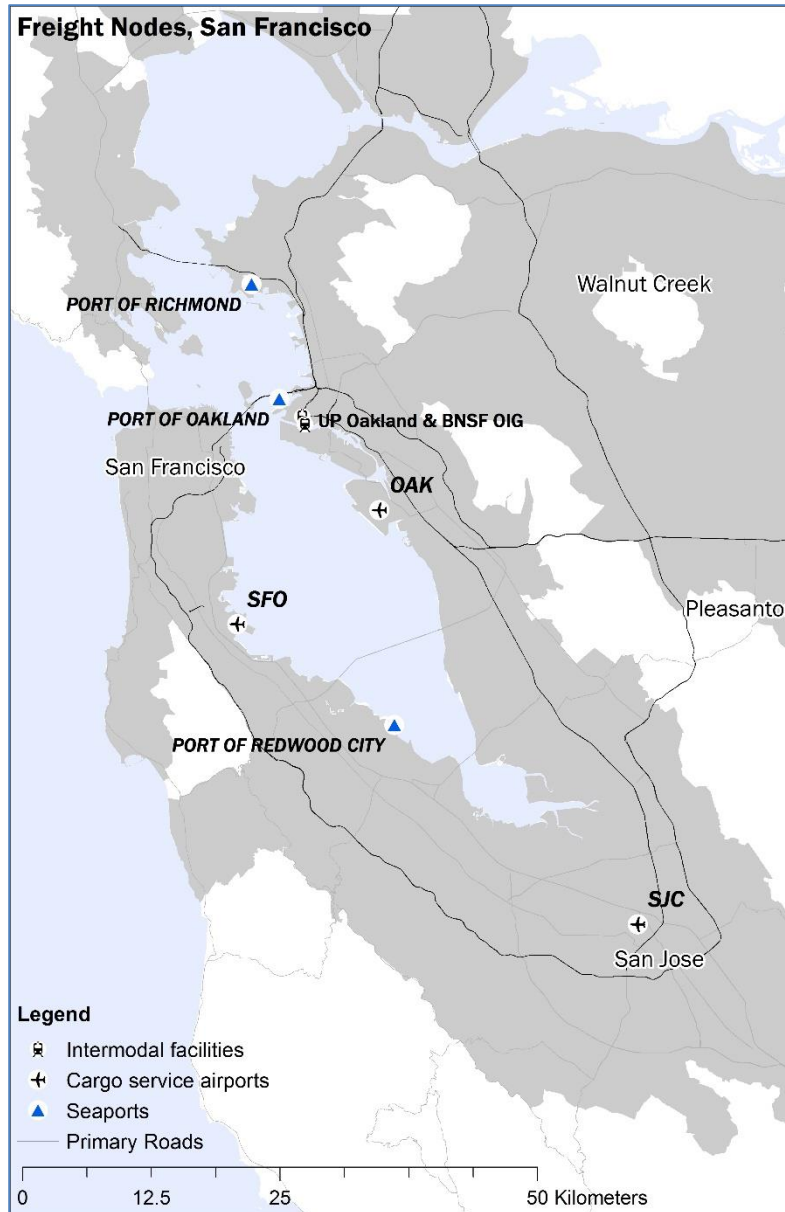 Freight Nodes, San Francisco
Walnut Creek
PORT OF RICHMOND
PORT OF OAKLAND
UP Oakland & BNSF OIG
San Francisco
OAK
SFO
Pleasanto
PORT OF REDWOOD CITY
SJC
San Jose
Legend
Intermodal facilities
Cargo service airports
Seaports
Primary Roads
0 12.5 25 50 Kilometers